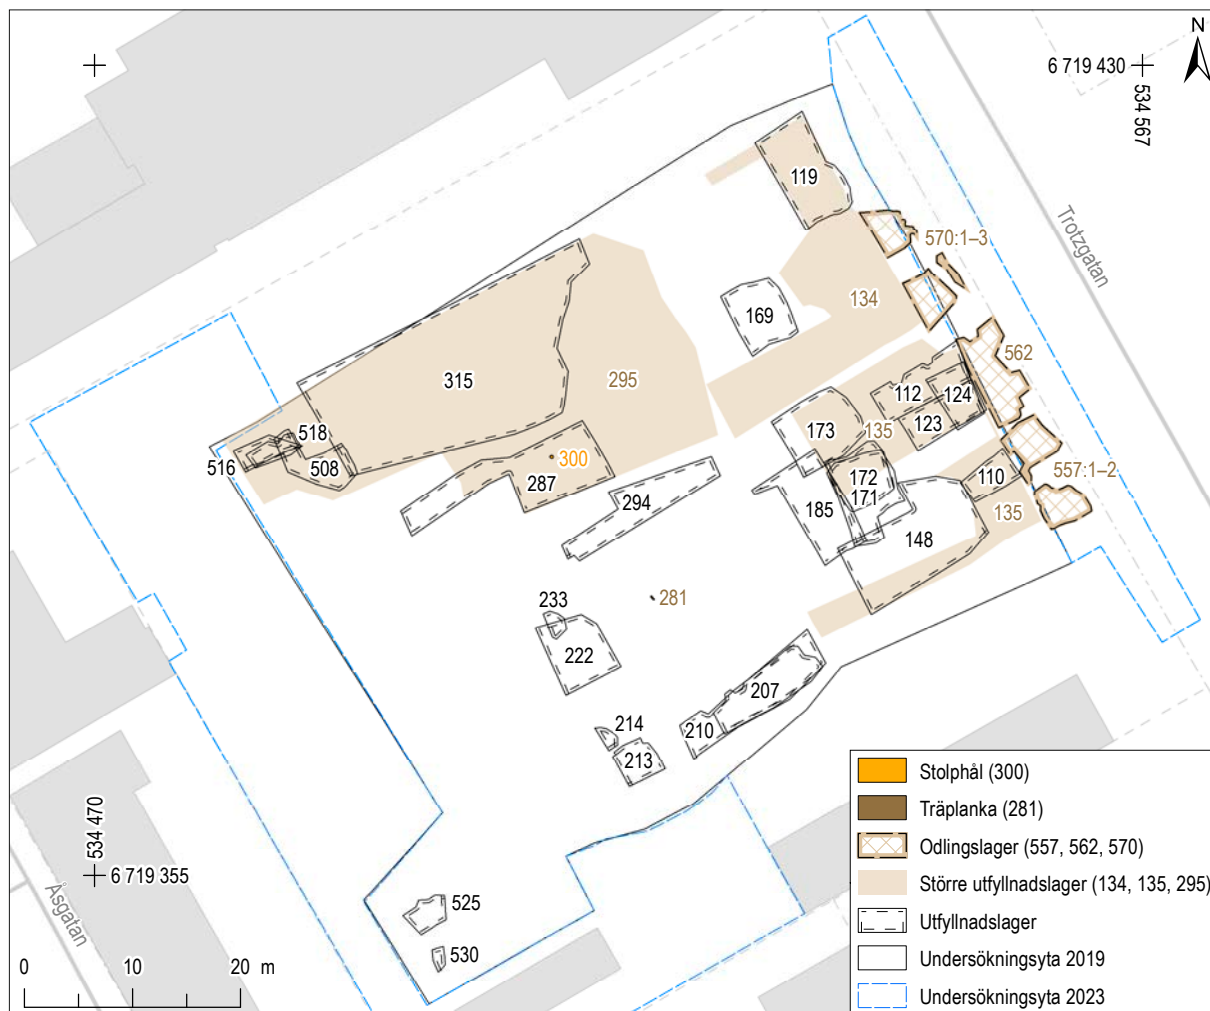 N
6 719 430
534 567
Trotzgatan
119
570:1–3
134
169
562
315
295
112
124
123
173
135
518
516
508
300
287
172
110
557:1–2
294
185
171
135
148
281
233
222
207
214
210
213
534 470
6 719 355
Åsgatan
525
530
0 10 20 m
Stolphål (300)
Träplanka (281)
Odlingslager (557, 562, 570)
Större utfyllnadslager (134, 135, 295)
Utfyllnadslager
Undersökningsyta 2019
Undersökningsyta 2023